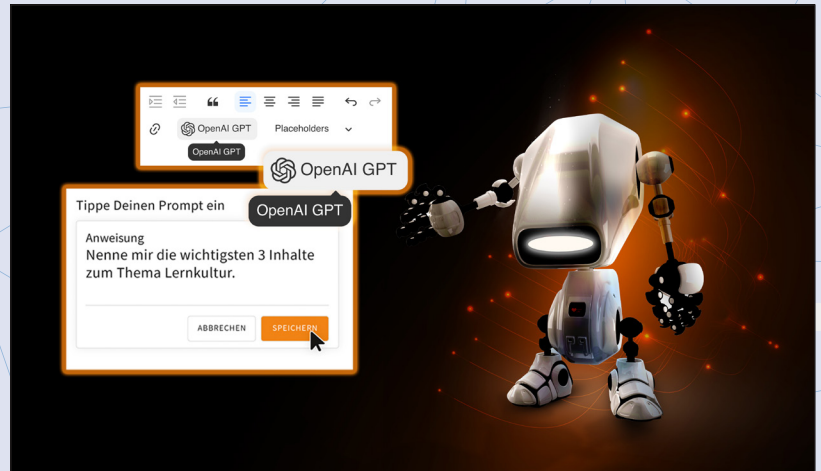 OpenAI GPT Placeholders
OpenAI GPT
OpenAI GPT
OpenAI GPT
Tippe Deinen Prompt ein
Anweisung
Nenne mir die wichtigsten 3 Inhalte
zum Thema Lernkultur.
ABBRECHEN SPEICHERN